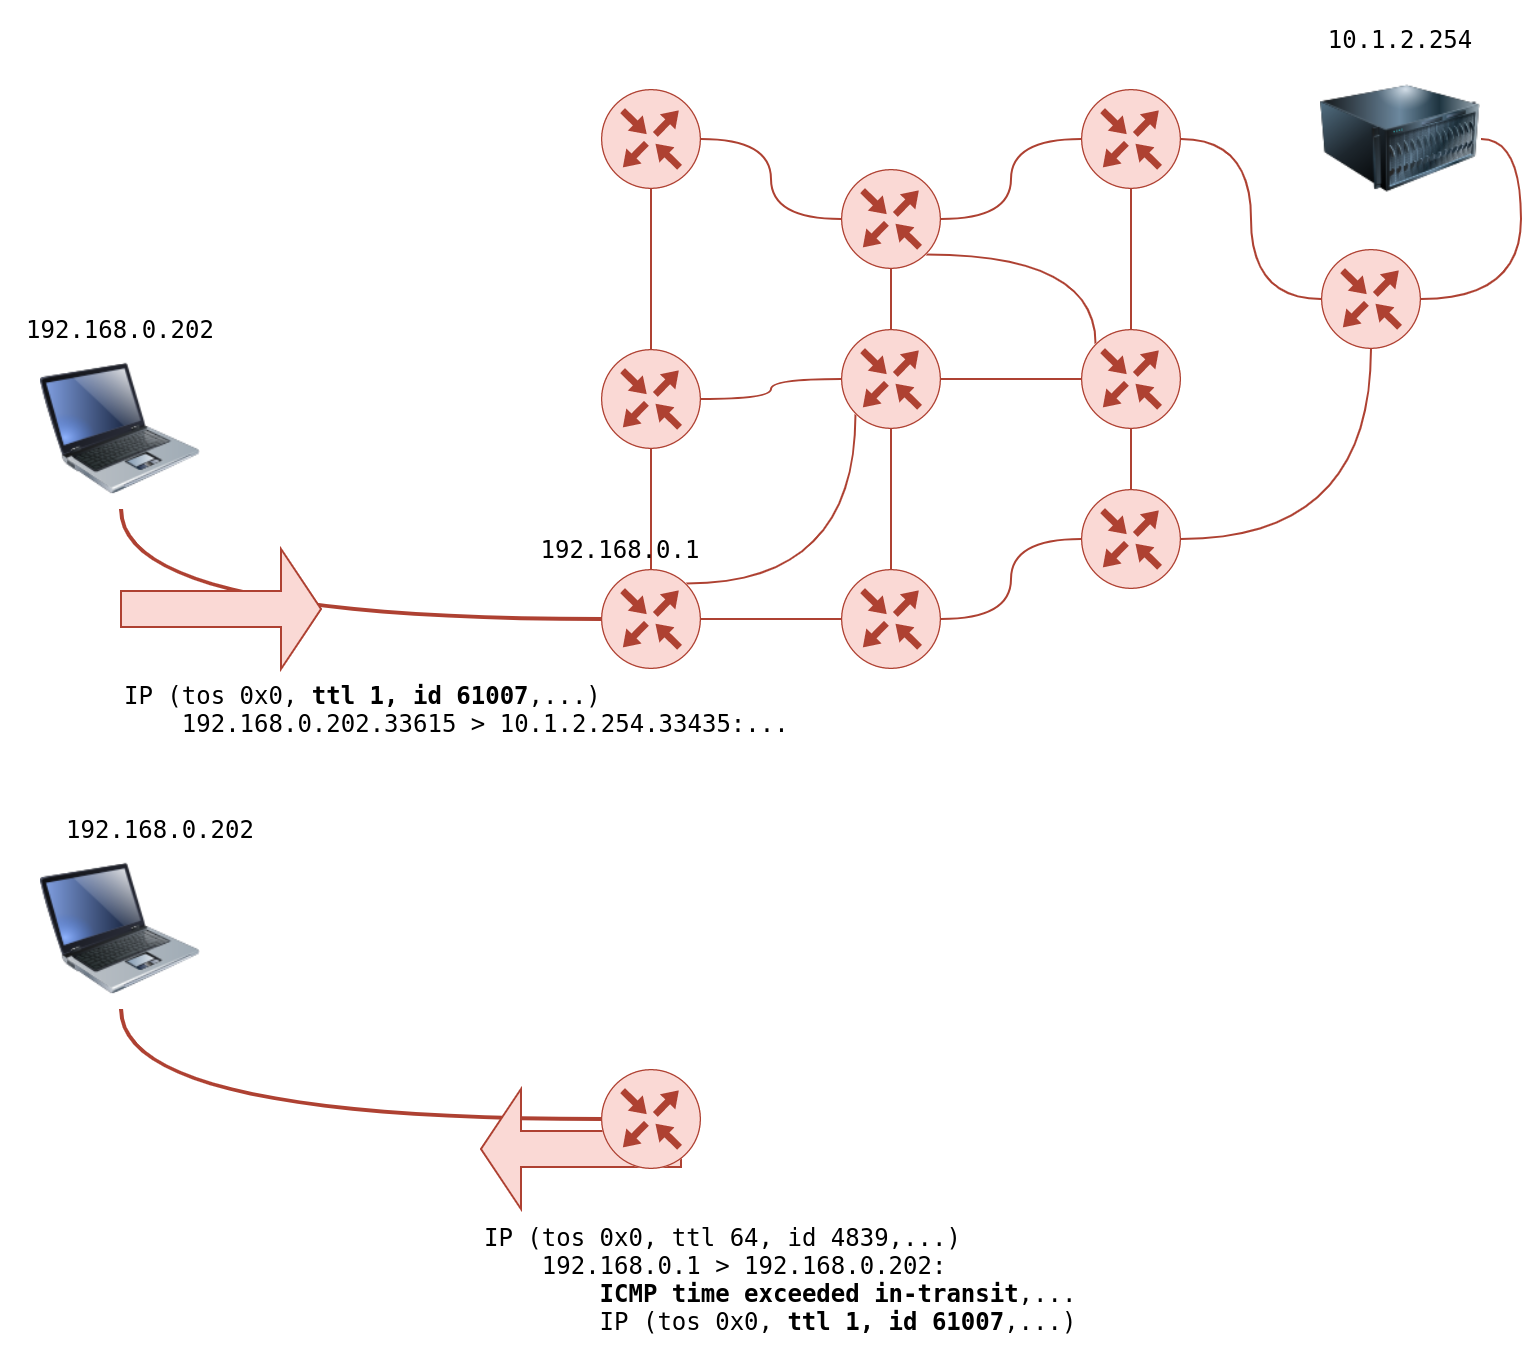 10.1.2.254
192.168.0.202
192.168.0.1
IP (tos 0x0, ttl 1, id 61007,...)
192.168.0.202.33615 > 10.1.2.254.33435:...
192.168.0.202
IP (tos 0x0, ttl 64, id 4839,...)
192.168.0.1 > 192.168.0.202:
ICMP time exceeded in-transit,...
IP (tos 0x0, ttl 1, id 61007,...)